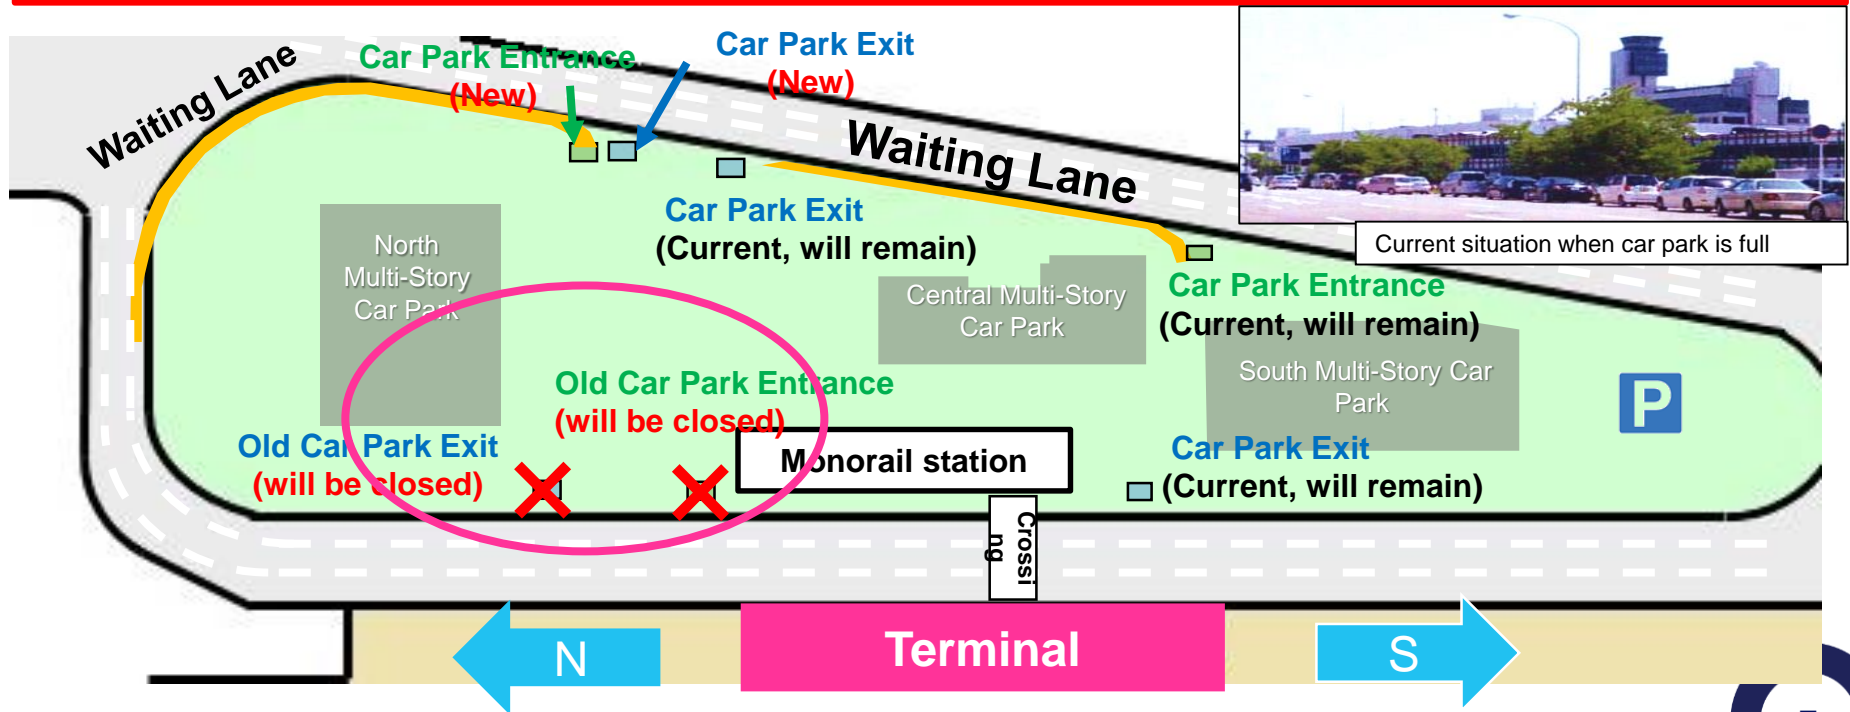 Waiting Lane
Car Park Entrance
(New)
Car Park Exit
(New)
Waiting Lane
Current situation when car park is full
Car Park Exit
(Current, will remain)
North
Multi-Story
Car Park
Central Multi-Story
Car Park
Car Park Entrance
(Current, will remain)
South Multi-Story Car
Park
P
Old Car Park Entrance
(will be closed)
Old Car Park Exit
(will be closed)
Monorail station
Car Park Exit
(Current, will remain)
Crossi
ng
N
Terminal
S